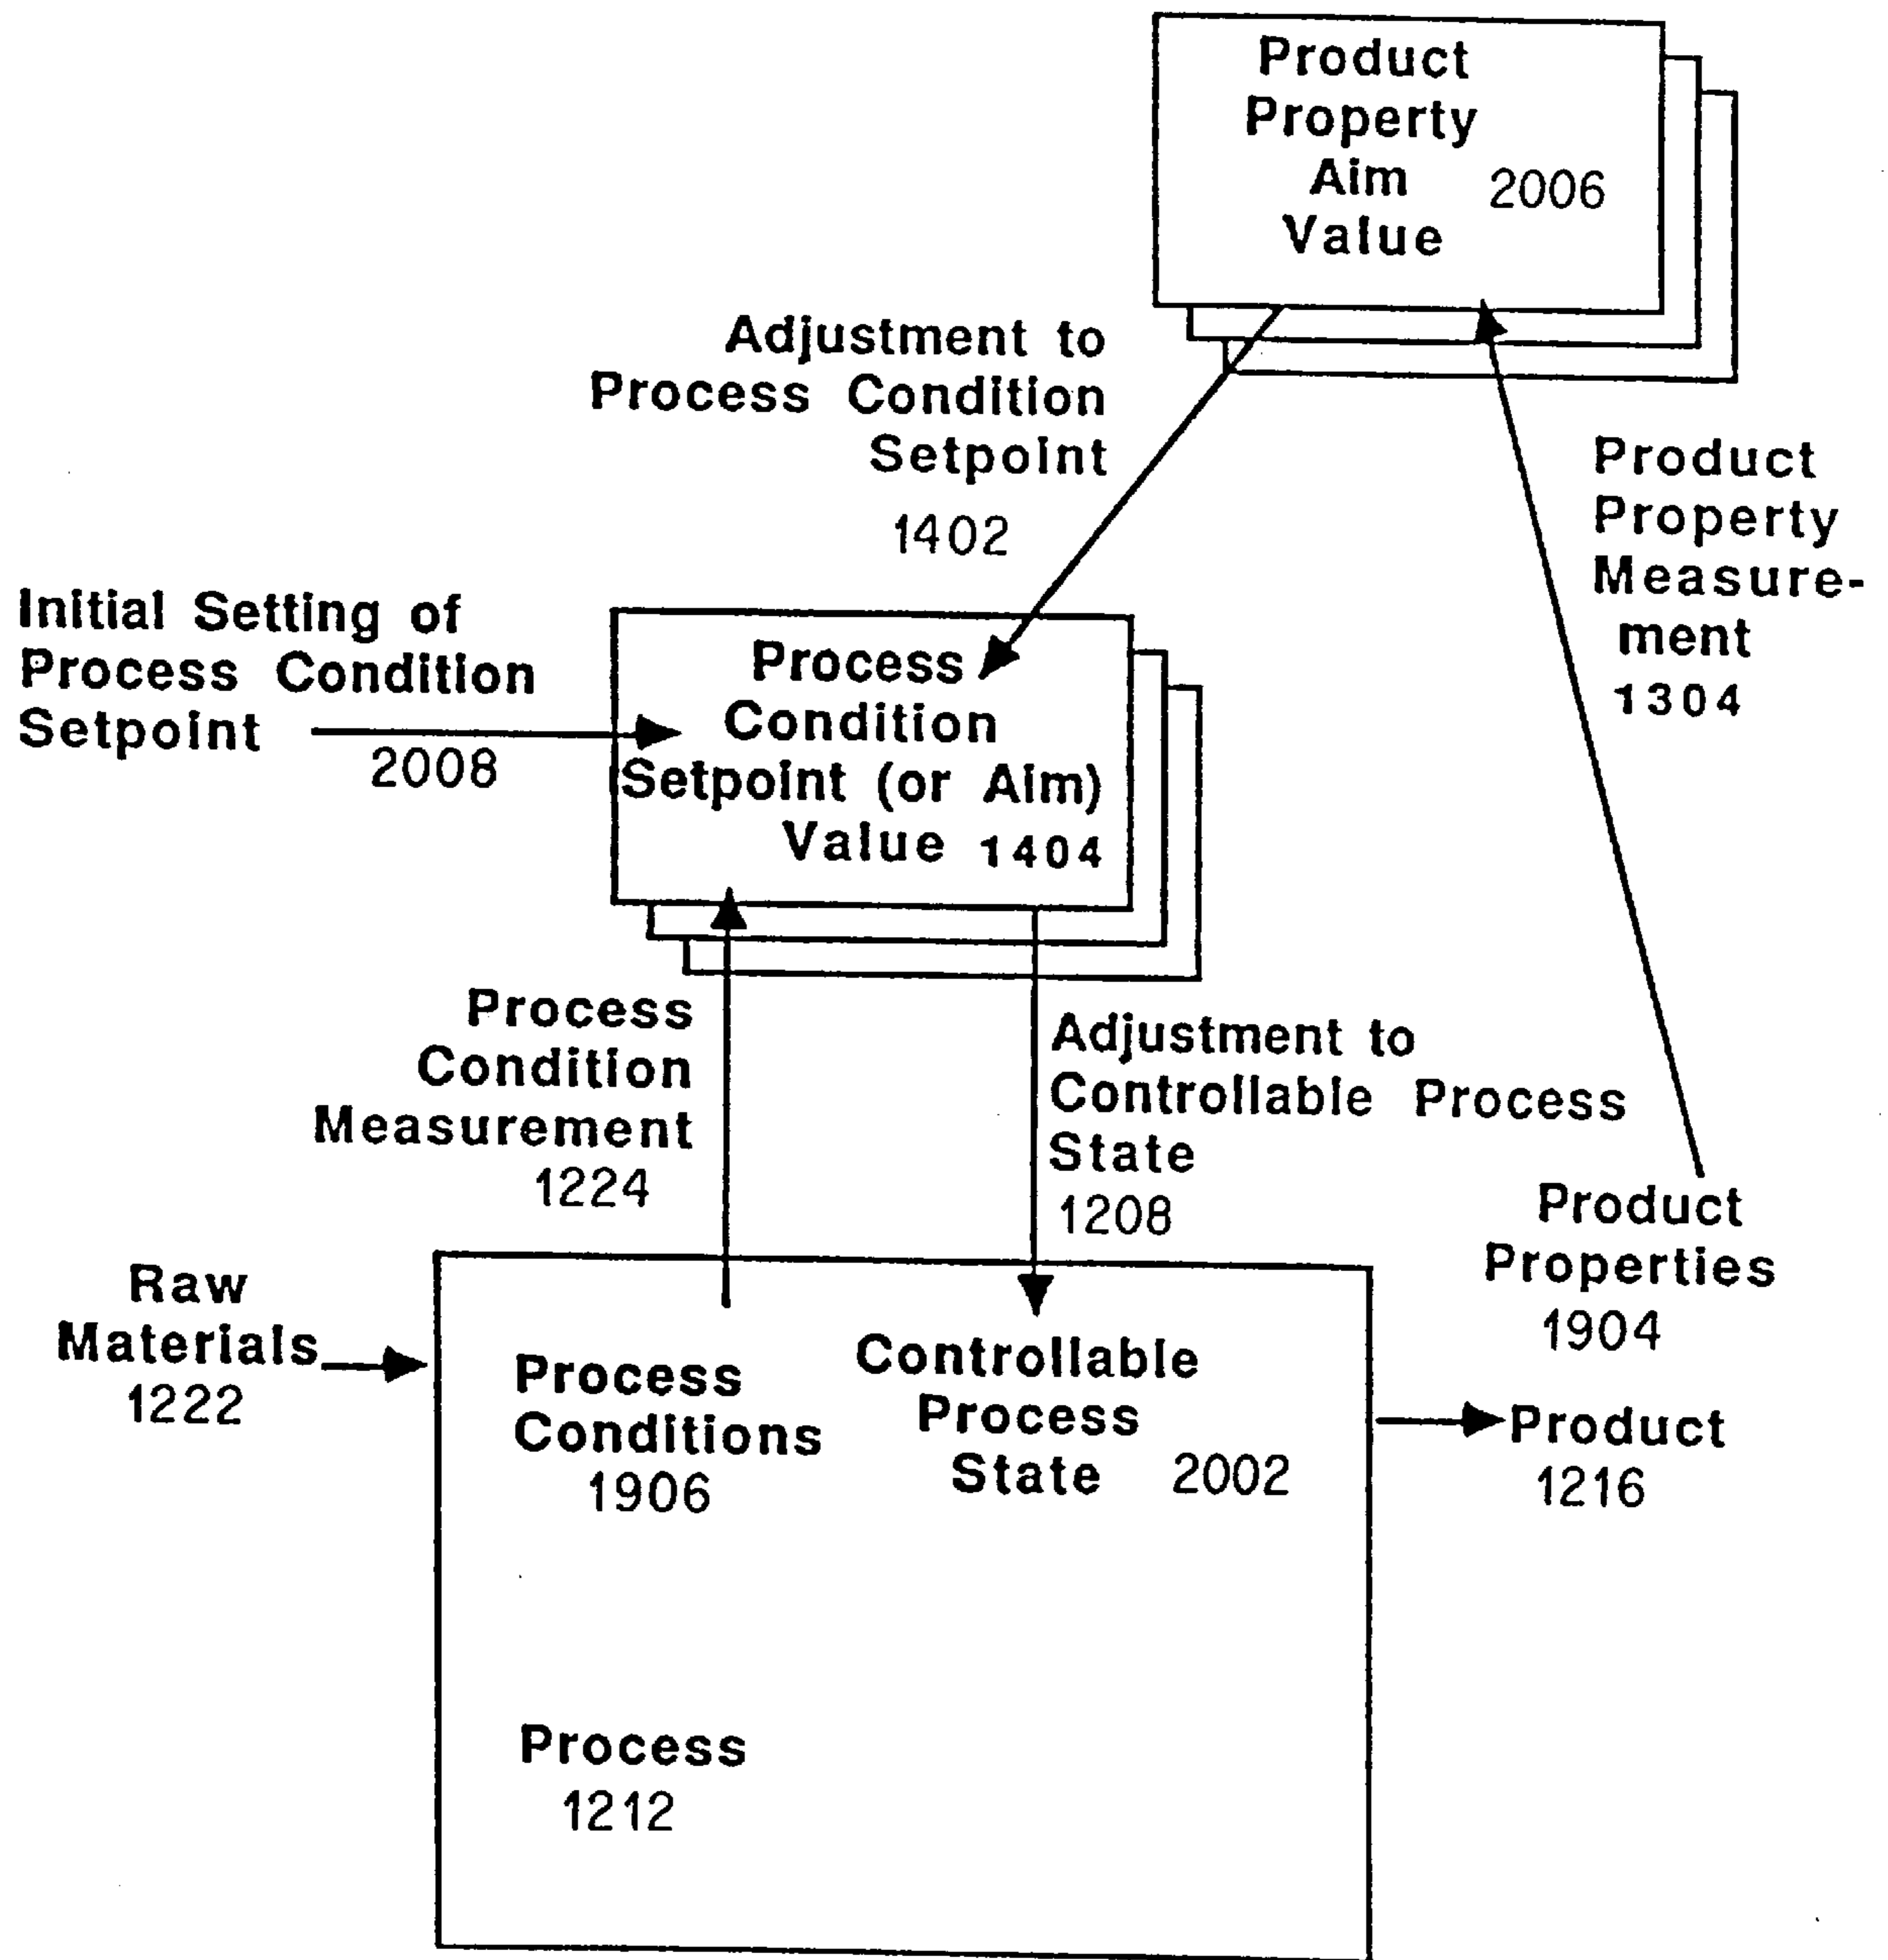 Product
Property
Aim 2006
Value
Adjustment to
Process Condition
Setpoint
1402
Product
Property
Measure-
ment
1304
Initial Setting of
Process Condition
Setpoint
2008
Process
Condition
Setpoint (or Aim)
Value 1404
Process
Condition
Measurement
1224
Adjustment to
Controllable Process
State
1208
Product
Properties
1904
Raw
Materials
1222
Process
Conditions
1906
Controllable
Process
State 2002
Product
1216
Process
1212